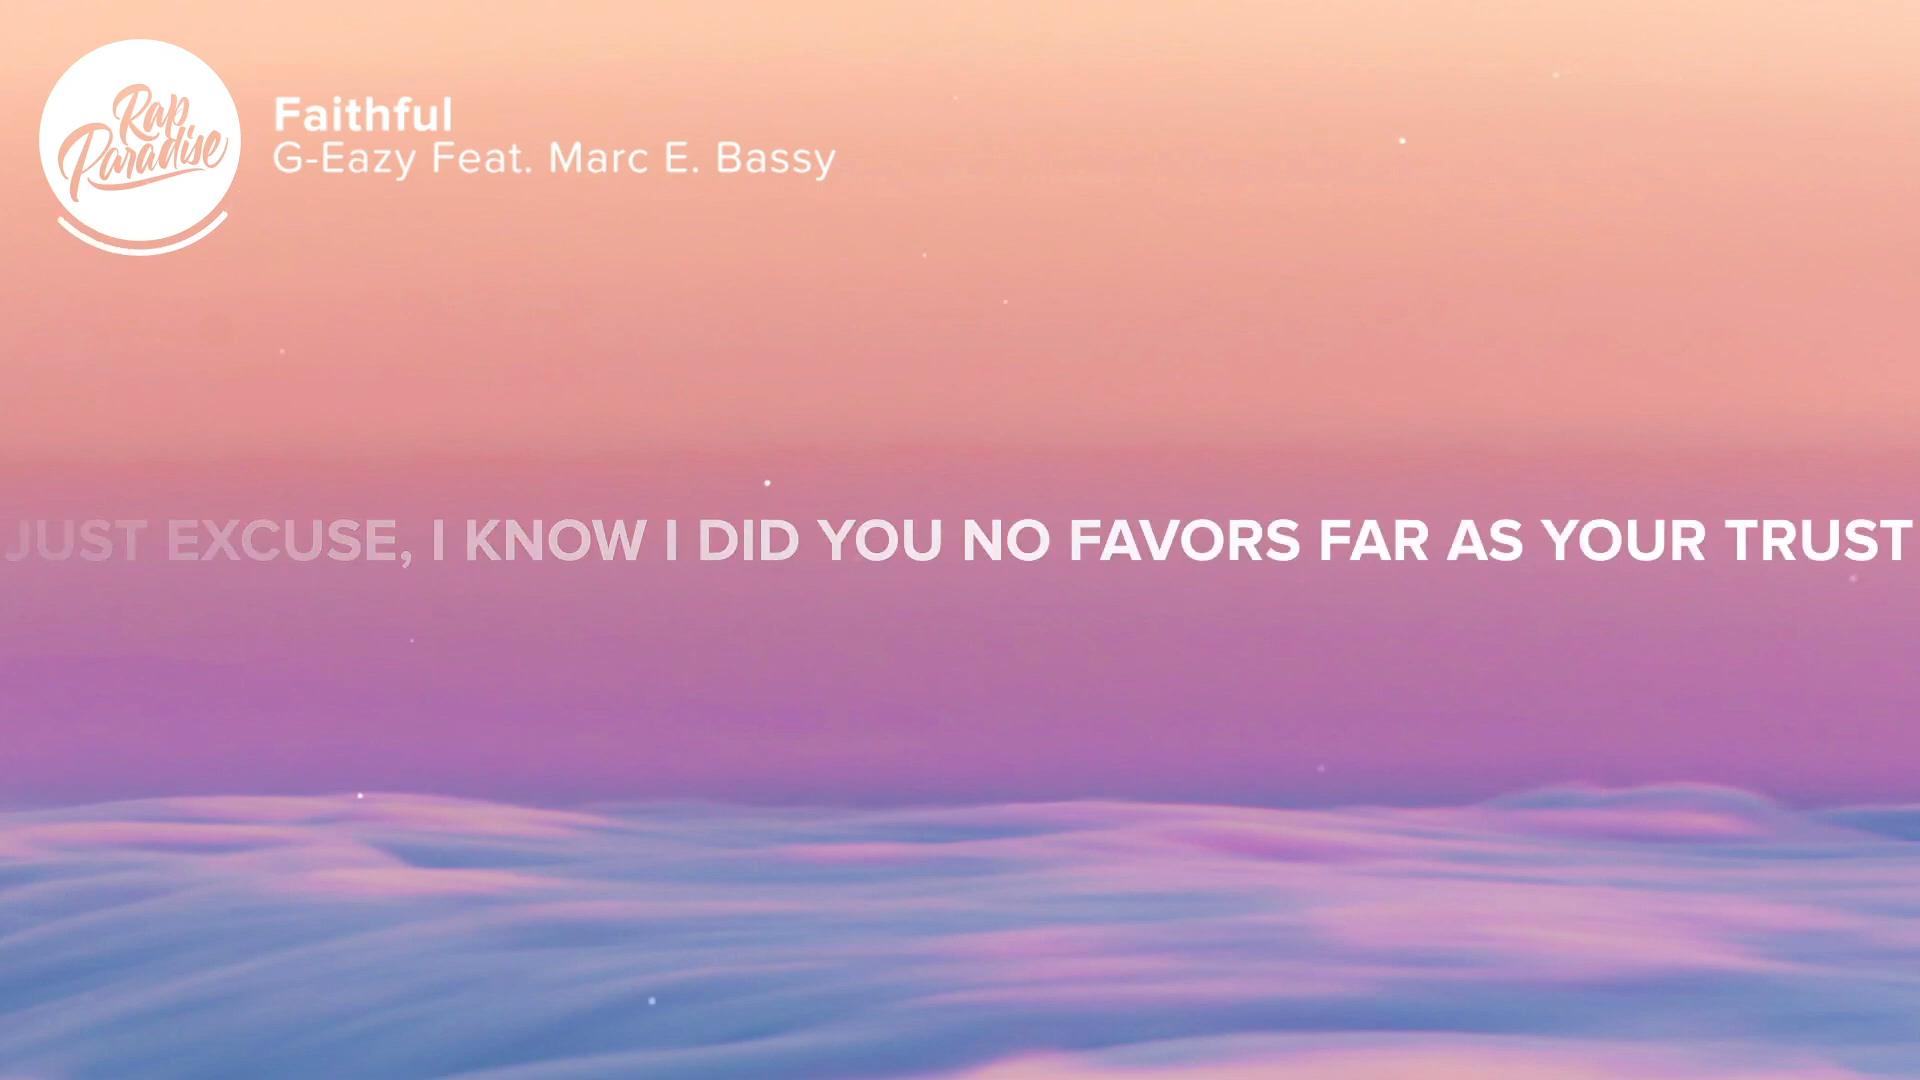 Rap
Paradise
Faithful
G-Eazy Feat. Marc E. Bassy
JUST EXCUSE, I KNOW I DID YOU NO FAVORS FAR AS YOUR TRUST